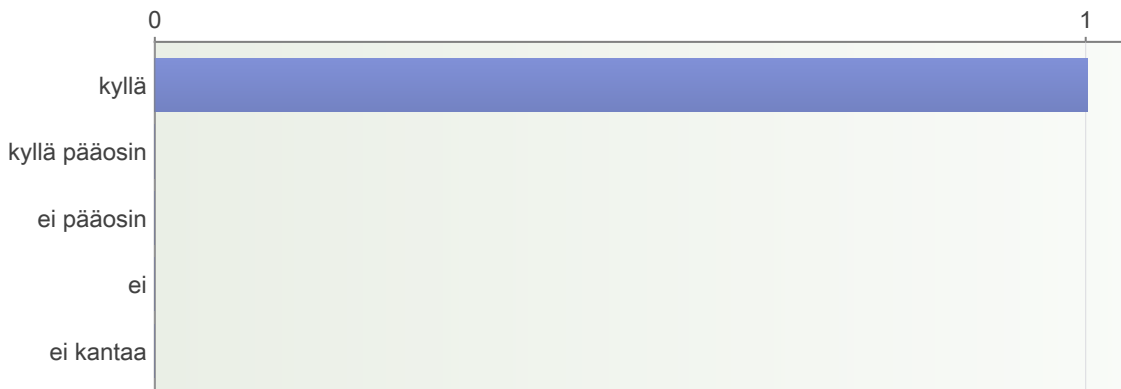 0 1
kyllä
kyllä pääosin
ei pääosin
ei
ei kantaa